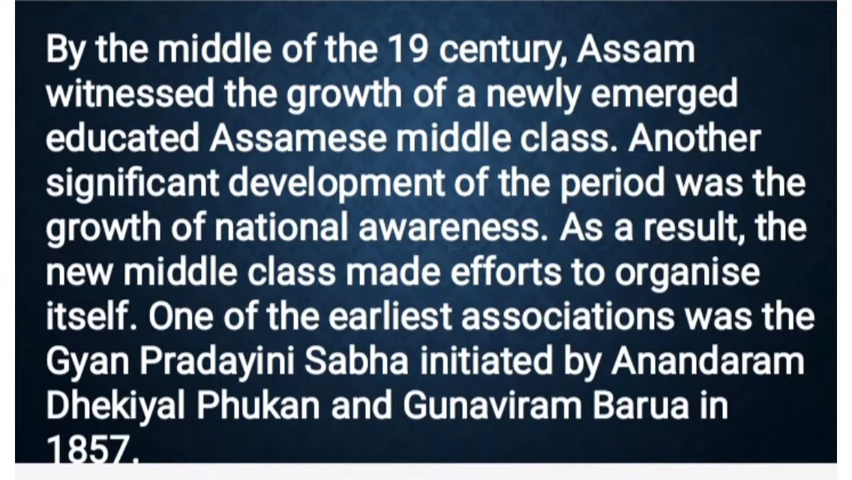 By the middle of the 19 century, Assam
witnessed the growth of a newly emerged
educated Assamese middle class. Another
significant development of the period was the
growth of national awareness. As a result, the
new middle class made efforts to organise
itself. One of the earliest associations was the
Gyan Pradayini Sabha initiated by Anandaram
Dhekiyal Phukan and Gunaviram Barua in
1857.